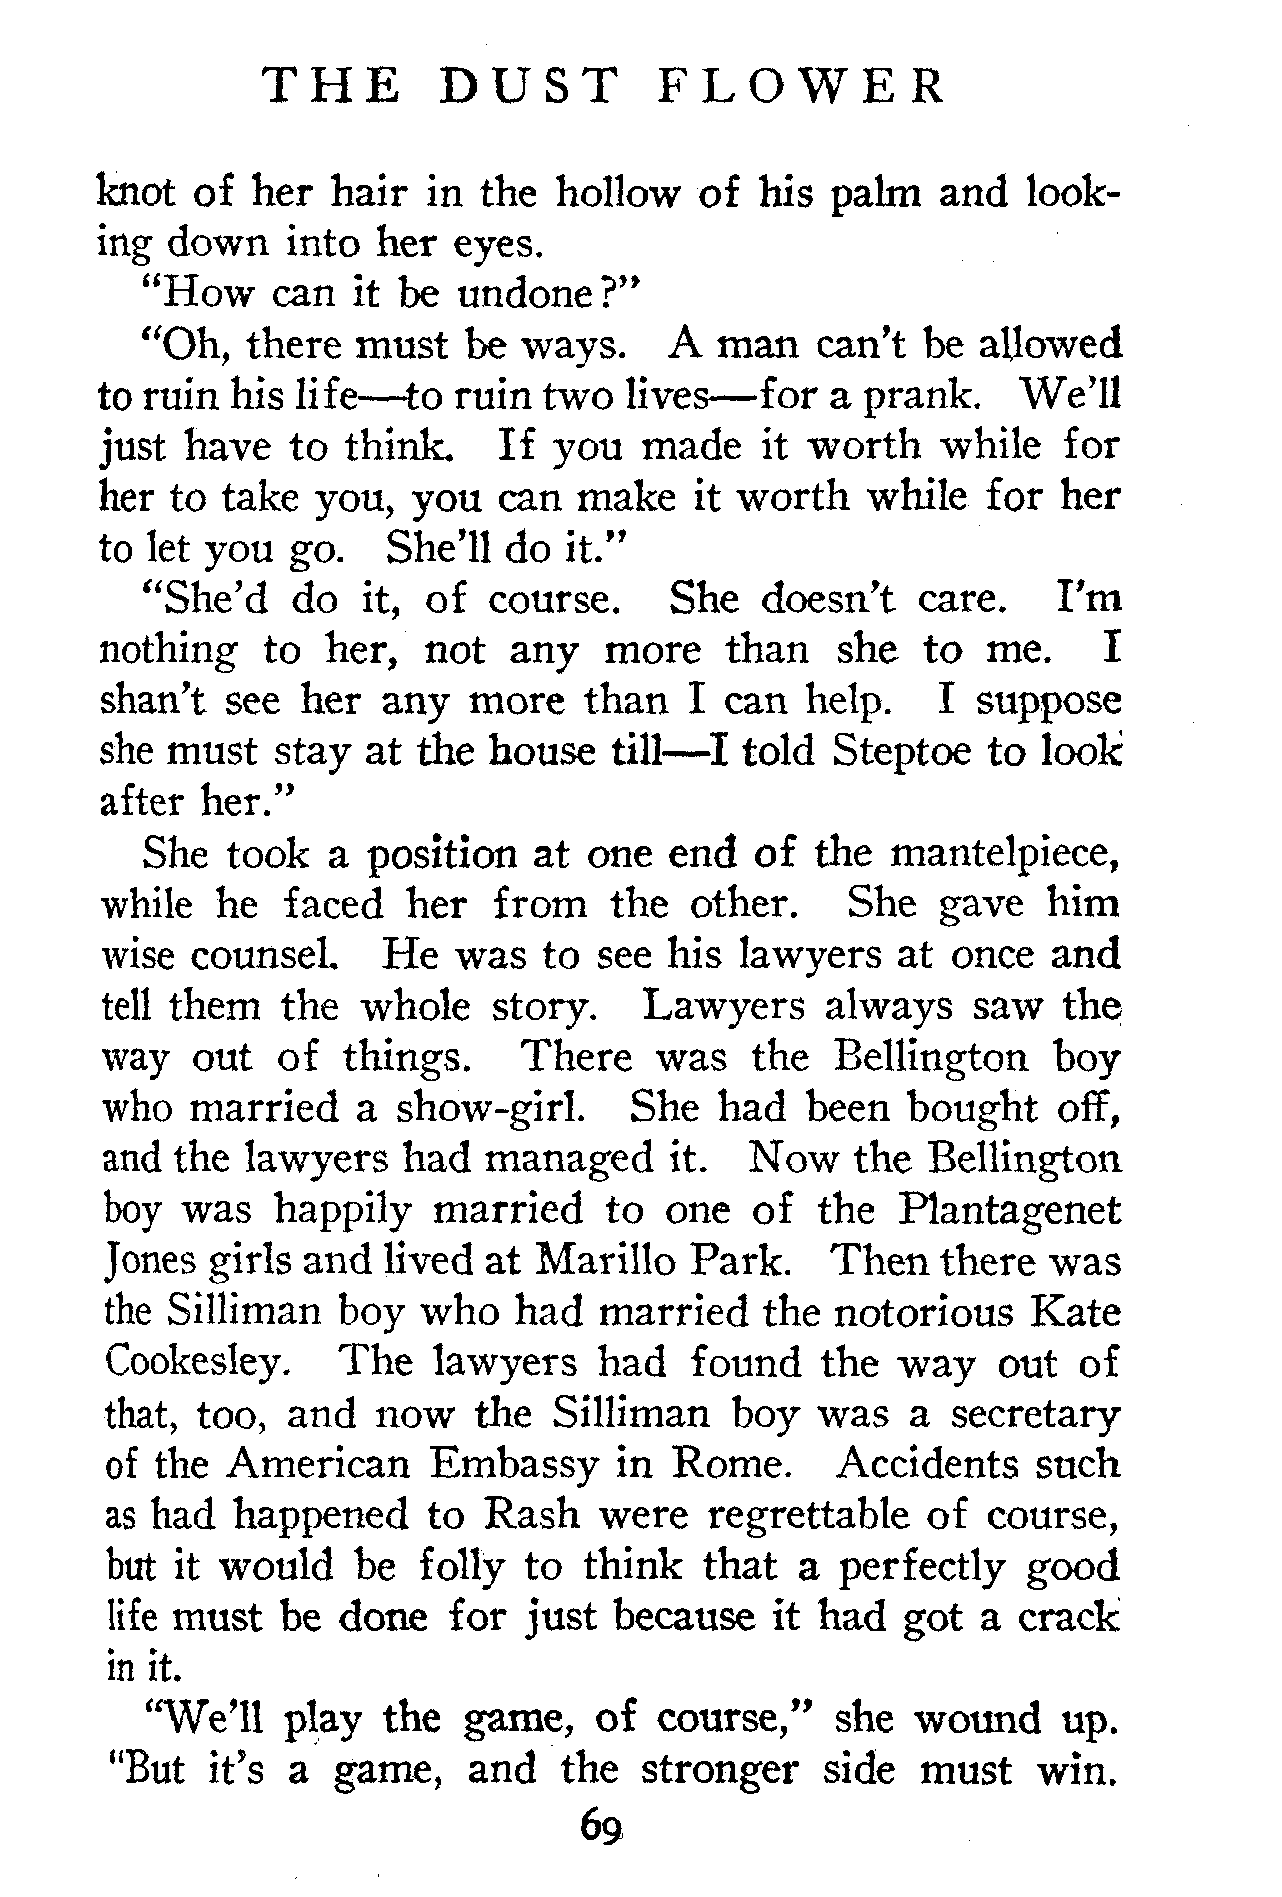 THE DUST FLOWER
knot of her hair in the hollow of his palm and look-
ing down into her eyes.
“How can it be undone?”
“Oh, there must be ways. A man can’t be allowed
to ruin his life—to ruin two lives—for a prank. We’ll
just have to think. If you made it worth while for
her to take you, you can make it worth while for her
to let you go. She’ll do it.”
“She’d do it, of course. She doesn’t care. I’m
nothing to her, not any more than she to me. I
shan’t see her any more than I can help. I suppose
she must stay at the house till—I told Steptoe to look
after her.”
She took a position at one end of the mantelpiece,
while he faced her from the other. She gave him
wise counsel. He was to see his lawyers at once and
tell them the whole story. Lawyers always saw the
way out of things. There was the Bellington boy
who married a show-girl. She had been bought off,
and the lawyers had managed it. Now the Bellington
boy was happily married to one of the Plantagenet
Jones girls and lived at Marillo Park. Then there was
the Silliman boy who had married the notorious Kate
Cookesley. The lawyers had found the way out of
that, too, and now the Silliman boy was a secretary
of the American Embassy in Rome. Accidents such
as had happened to Rash were regrettable of course,
but it would be folly to think that a perfectly good
life must be done for just because it had got a crack
in it.
“We’ll play the game, of course,” she wound up.
“But it’s a game, and the stronger side must win.
69